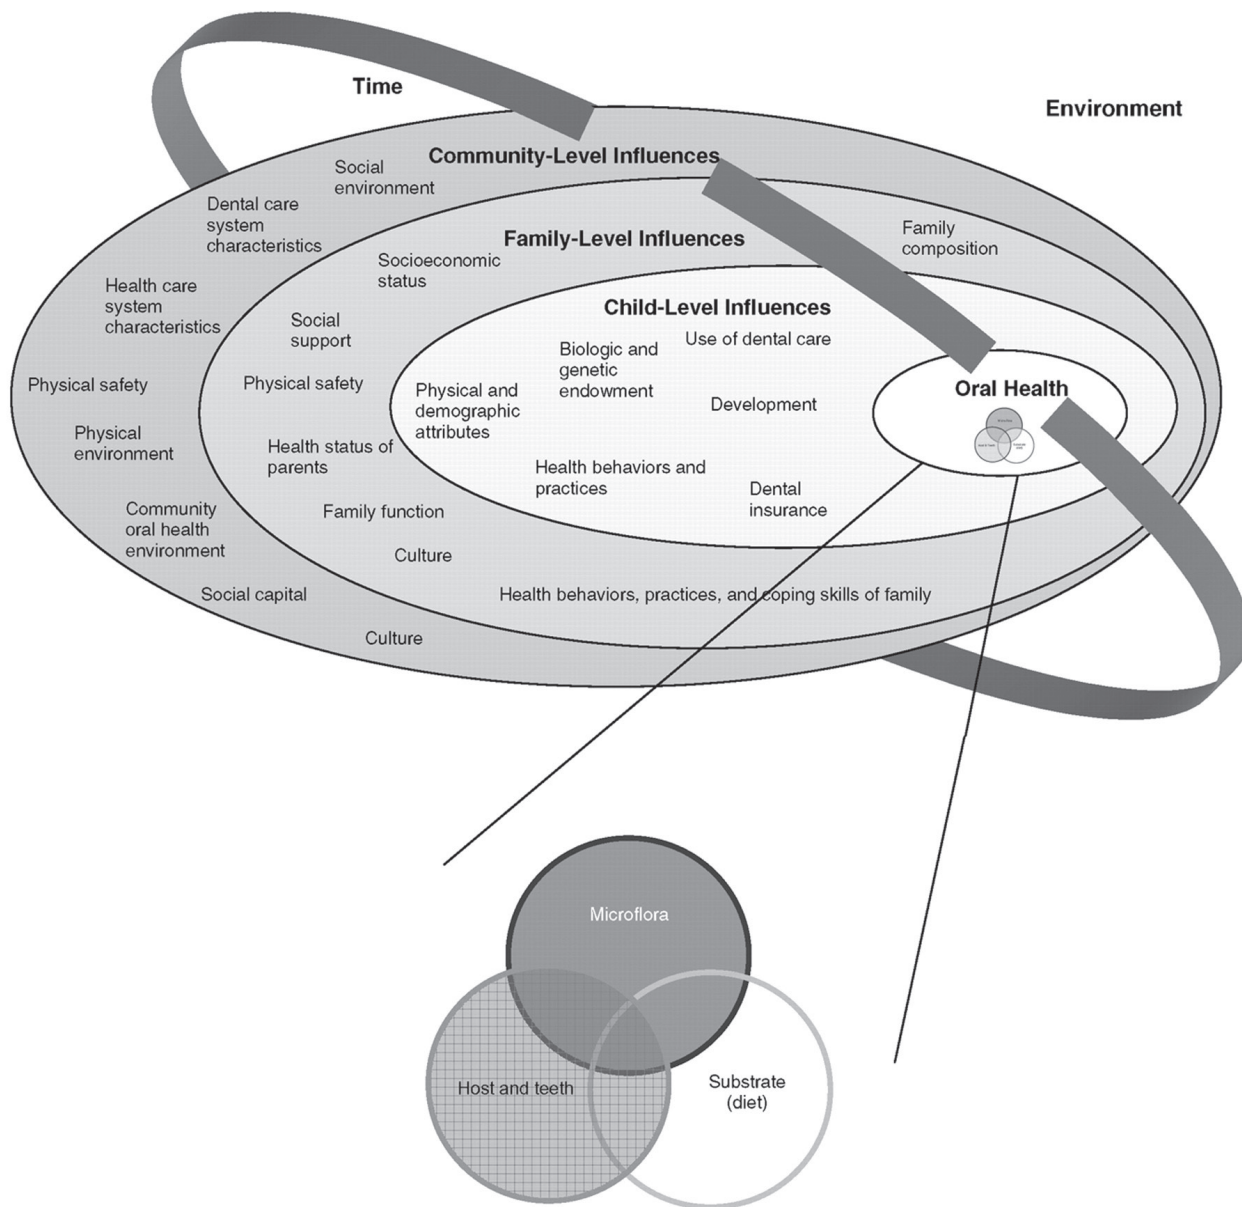 Time
Environment
Community-Level Influences
Social
environment
Dental care
system
characteristics
Health care
system
characteristics
Physical safety
Physical
environment
Community
oral health
environment
Social capital
Culture
Family-Level Influences
Family
composition
Socioeconomic
status
Social
support
Physical safety
Health status of
parents
Family function
Culture
Health behaviors, practices, and coping skills of family
Child-Level Influences
Use of dental care
Biologic and
genetic
endowment
Physical and
demographic
attributes
Development
Health behaviors and
practices
Dental
insurance
Oral Health
Microflora
Host and teeth
Substrate
(diet)